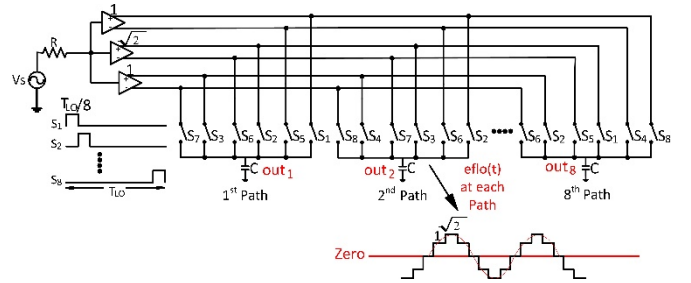 1
R
√2
Vs
1
TLO/8
S1
S2
S8
TLO
S7 S3 S6 S2 S5 S1 S8 S4 S7 S3 S6 S2 S6 S2 S5 S1 S4 S8
C out1
out2 C
out8 C
1st Path
2nd Path
8th Path
eflo(t)
at each
Path
1 √2
Zero